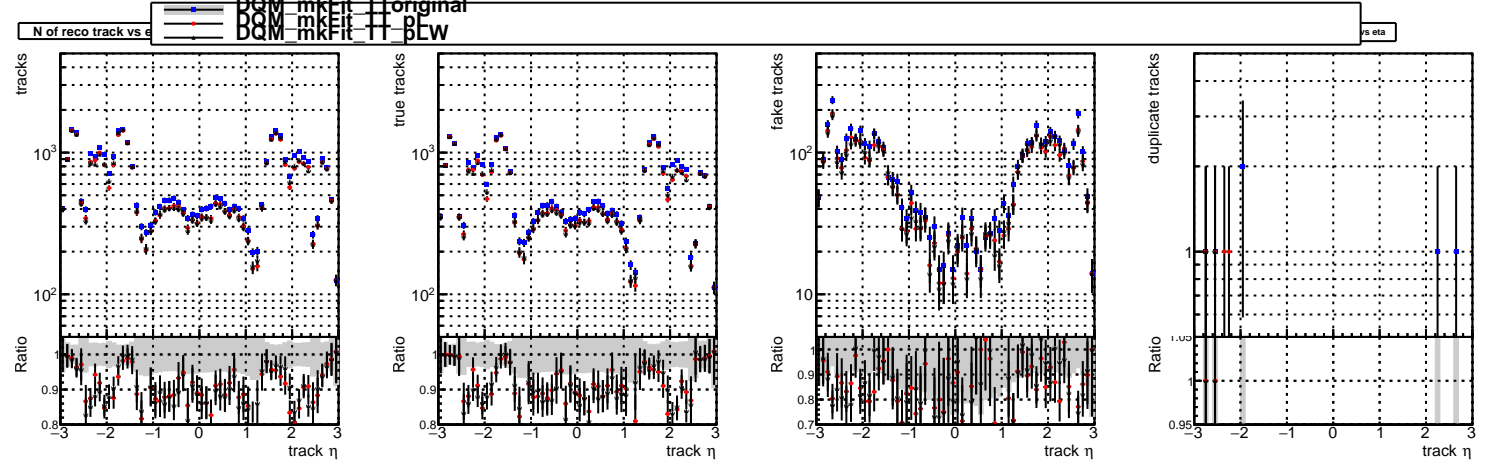 DQM_mkFit_TToriginal
DQM_mkFit_TT_pL
DQM_mkFit_TT_pLW
N of reco track vs e
vs eta
tracks
10³
10²
Ratio
1
0.9
0.8
−3 −2 −1 0 1 2 3
track η
true tracks
10³
10²
Ratio
1
0.9
0.8
−3 −2 −1 0 1 2 3
track η
fake tracks
10²
10
Ratio
1
0.9
0.8
0.7
−3 −2 −1 0 1 2 3
track η
duplicate tracks
1
Ratio
1.05
1
0.95
−3 −2 −1 0 1 2 3
track η